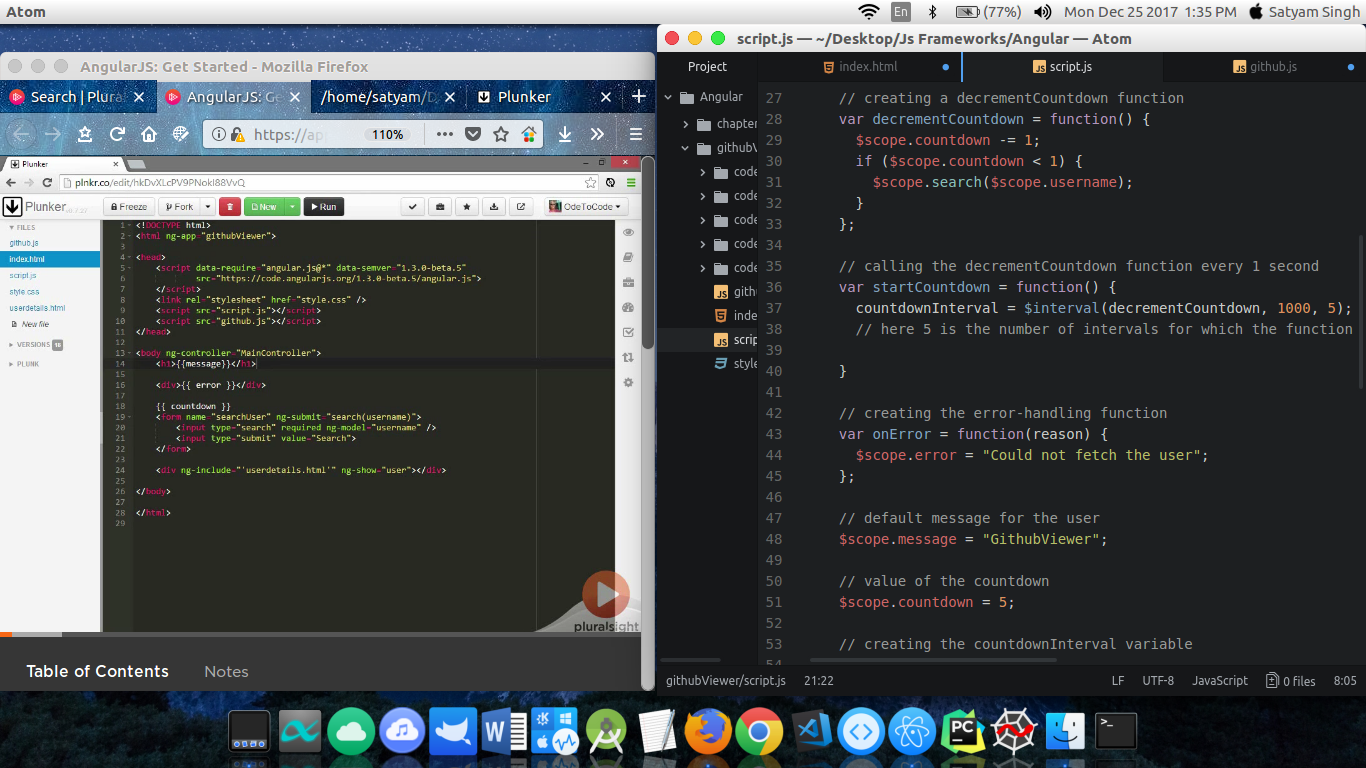 Atom
En
(77%)
Mon Dec 25 2017 1:35 PM
Satyam Singh
AngularJS: Get Started - Mozilla Firefox
Search | Plura
AngularJS: Ge
/home/satyam/D
Plunker
https://ap
110%
Plunker
plnkr.co/edit/hkDvXLcPV9PNokI88VvQ
Plunker
Freeze
Fork
New
Run
OdeToCode
FILES
github.js
index.html
script.js
style.css
userdetails.html
New file
VERSIONS 16
PLUNK
1 <!DOCTYPE html>
2 <html ng-app="githubViewer">
3
4 <head>
5 <script data-require="angular.js@*" data-semver="1.3.0-beta.5"
6 src="https://code.angularjs.org/1.3.0-beta.5/angular.js">
7 </script>
8 <link rel="stylesheet" href="style.css" />
9 <script src="script.js"></script>
10 <script src="github.js"></script>
11 </head>
12
13 <body ng-controller="MainController">
14 <h1>{{message}}</h1>
15
16 <div>{{ error }}</div>
17
18 {{ countdown }}
19 <form name="searchUser" ng-submit="search(username)">
20 <input type="search" required ng-model="username" />
21 <input type="submit" value="Search">
22 </form>
23
24 <div ng-include="'userdetails.html'" ng-show="user"></div>
25
26 </body>
27
28 </html>
29
pluralsight
Table of Contents
Notes
script.js — ~/Desktop/Js Frameworks/Angular — Atom
Project
index.html
script.js
github.js
Angular
chapter
githubV
code
code
code
code
code
gith
inde
scrip
style
27 // creating a decrementCountdown function
28 var decrementCountdown = function() {
29 $scope.countdown -= 1;
30 if ($scope.countdown < 1) {
31 $scope.search($scope.username);
32 }
33 };
34
35 // calling the decrementCountdown function every 1 second
36 var startCountdown = function() {
37 countdownInterval = $interval(decrementCountdown, 1000, 5);
38 // here 5 is the number of intervals for which the function
39
40 }
41
42 // creating the error-handling function
43 var onError = function(reason) {
44 $scope.error = "Could not fetch the user";
45 };
46
47 // default message for the user
48 $scope.message = "GithubViewer";
49
50 // value of the countdown
51 $scope.countdown = 5;
52
53 // creating the countdownInterval variable
54
githubViewer/script.js
21:22
LF
UTF-8
JavaScript
0 files
8:05
W
PC
>_